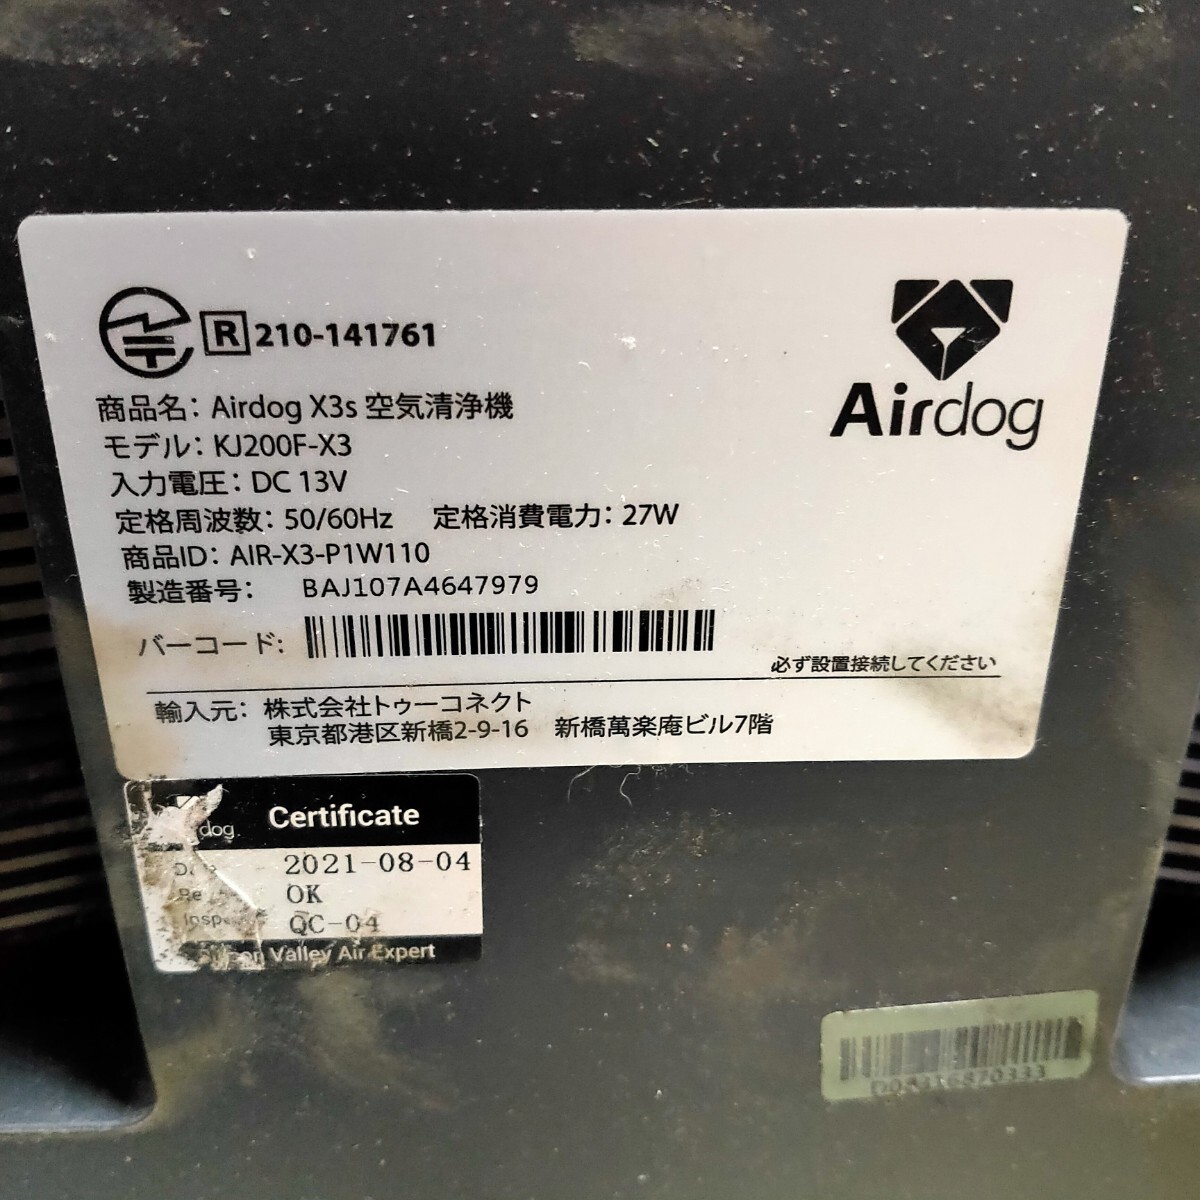 R 210-141761
Airdog
商品名: Airdog X3s 空気清浄機
モデル: KJ200F-X3
入力電圧: DC 13V
定格周波数: 50/60Hz 定格消費電力: 27W
商品ID: AIR-X3-P1W110
製造番号: BAJ107A4647979
バーコード:
必ず設置接続してください
輸入元: 株式会社トゥーコネクト
東京都港区新橋2-9-16 新橋萬楽庵ビル7階
dog Certificate
2021-08-04
OK
QC-04
Valley Air Expert